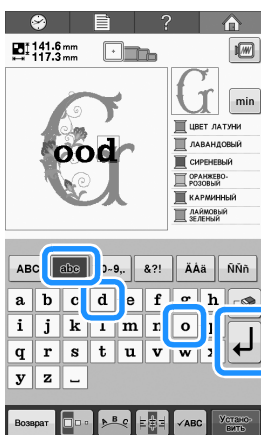 ?
141.6 mm
117.3 mm
G
ood
min
ЦВЕТ ЛАТУНИ
ЛАВАНДОВЫЙ
СИРЕНЕВЫЙ
ОРАНЖЕВО-
РОЗОВЫЙ
КАРМИННЫЙ
ЛАЙМОВЫЙ
ЗЕЛЕНЫЙ
ABC abc 0~9,. &?! ÄÅä ÑÑñ
a b c d e f g h
i j k l m n o p
q r s t u v w x
y z
Возврат A B C ✓ABC Устано-
вить